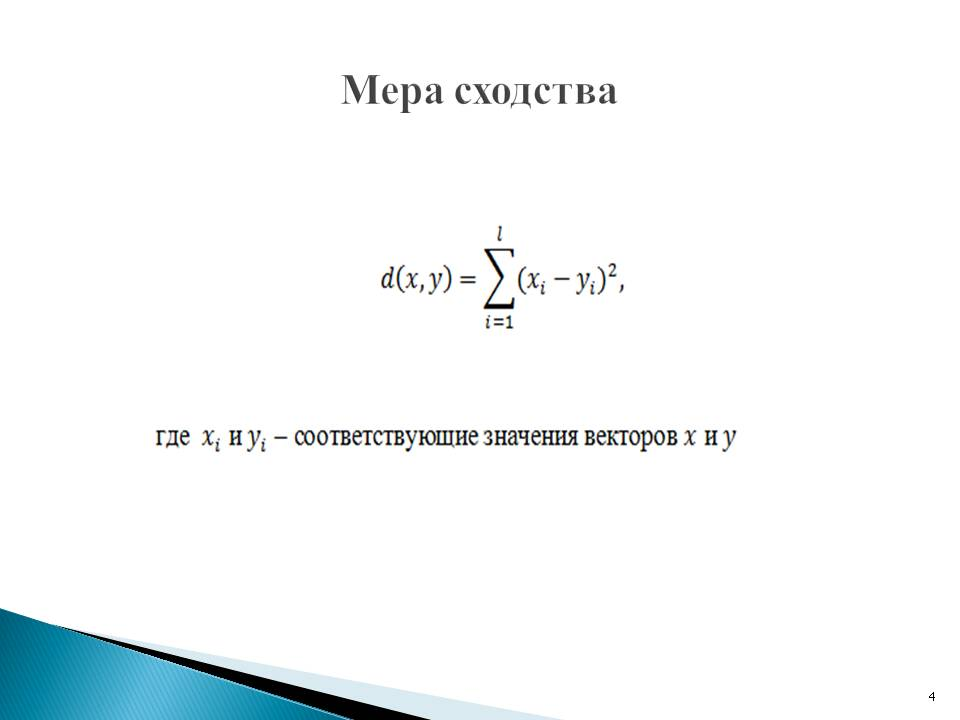 Мера сходства
d(x, y) = ∑_{i=1}^{l} (x_i − y_i)²,
где x_i и y_i – соответствующие значения векторов x и y
4